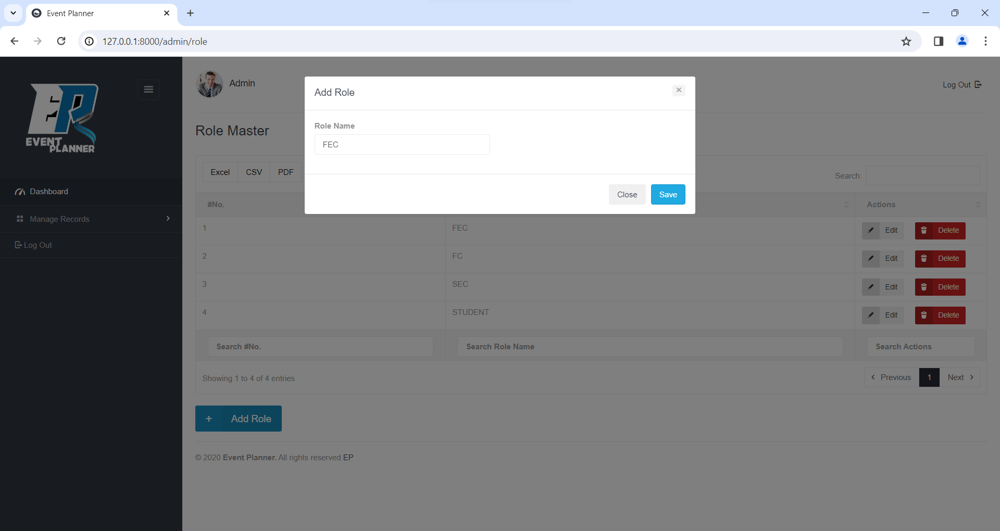 Event Planner
127.0.0.1:8000/admin/role
EP
EVENT
PLANNER
Dashboard
Manage Records
Log Out
Admin
Log Out
Role Master
Excel CSV PDF
Search:
#No. Actions
1 FEC Edit Delete
2 FC Edit Delete
3 SEC Edit Delete
4 STUDENT Edit Delete
Search #No. Search Role Name Search Actions
Showing 1 to 4 of 4 entries
Previous 1 Next
+ Add Role
© 2020 Event Planner. All rights reserved.EP
Add Role
×
Role Name
FEC
Close Save